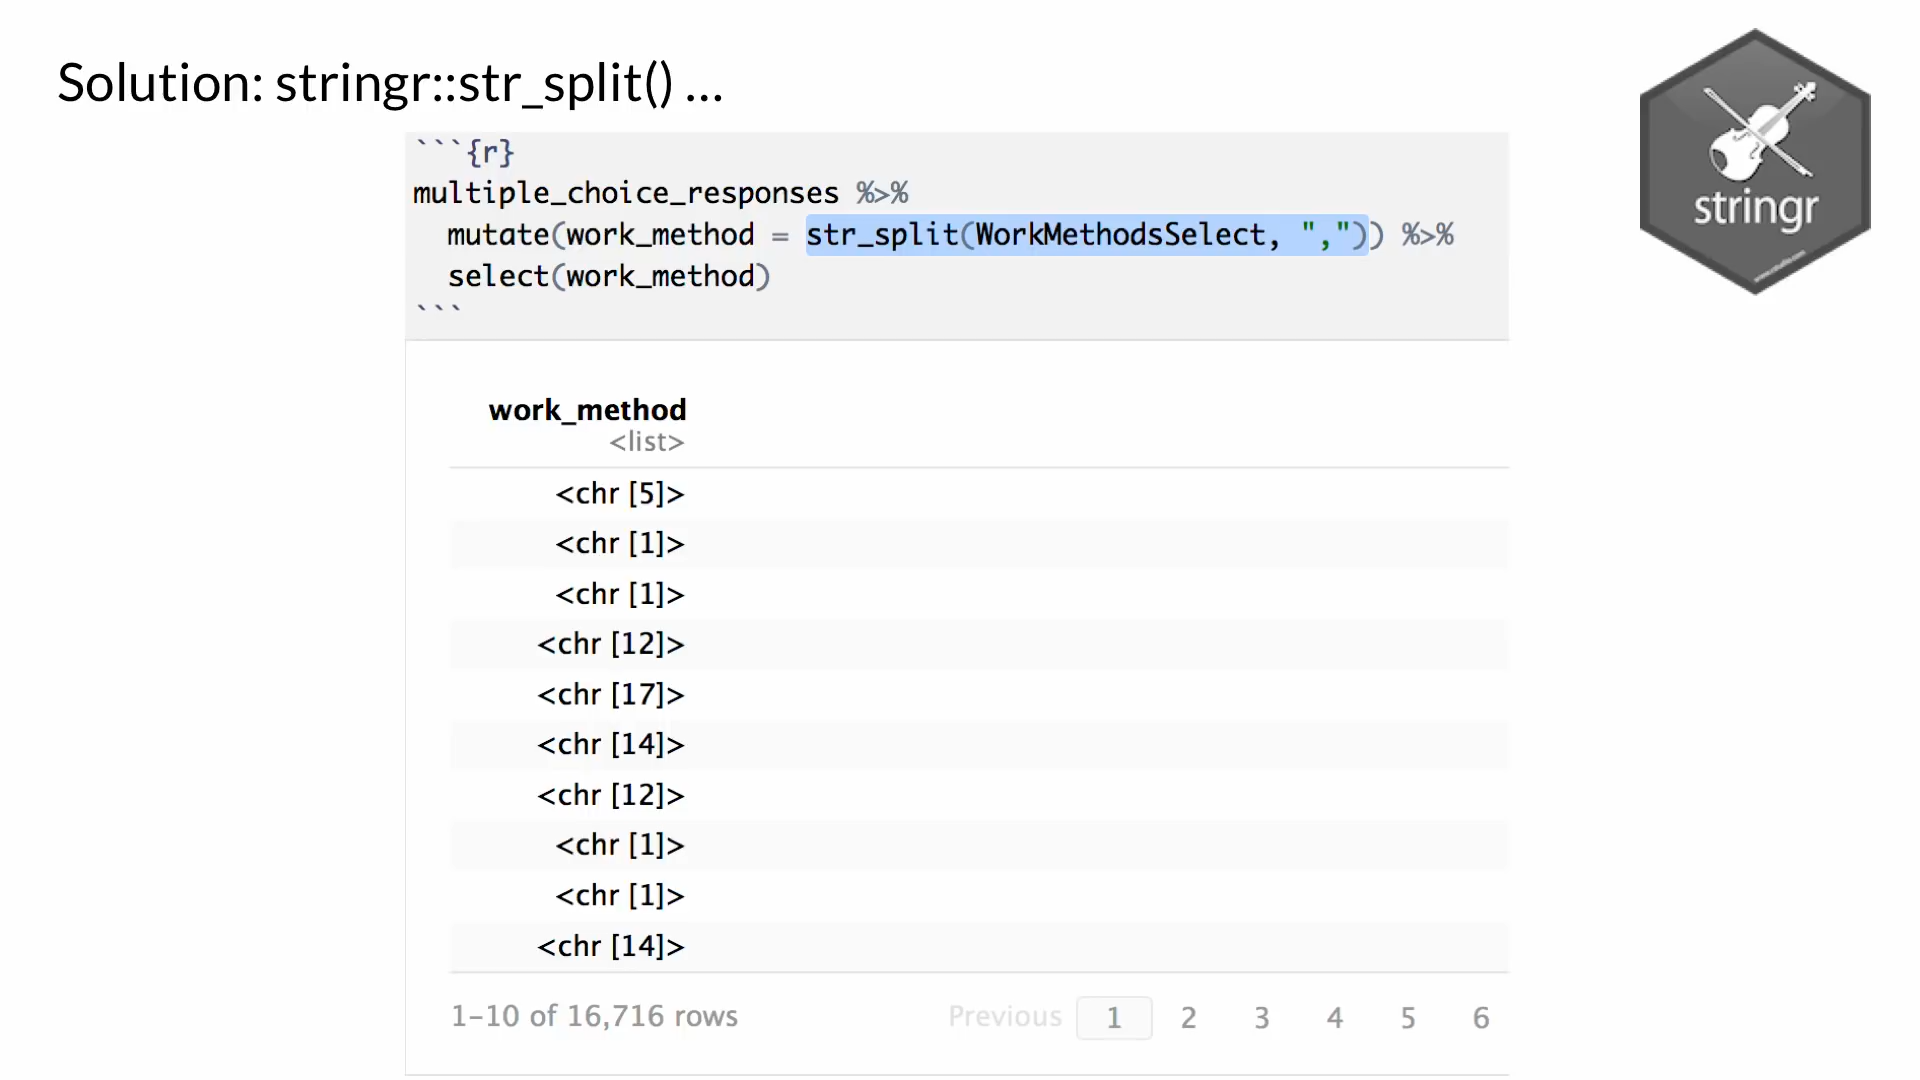 Solution: stringr::str_split() ...
stringr
```{r}
multiple_choice_responses %>%
mutate(work_method = str_split(WorkMethodsSelect, ",")) %>%
select(work_method)
```
work_method
<list>
<chr [5]>
<chr [1]>
<chr [1]>
<chr [12]>
<chr [17]>
<chr [14]>
<chr [12]>
<chr [1]>
<chr [1]>
<chr [14]>
1-10 of 16,716 rows Previous 1 2 3 4 5 6